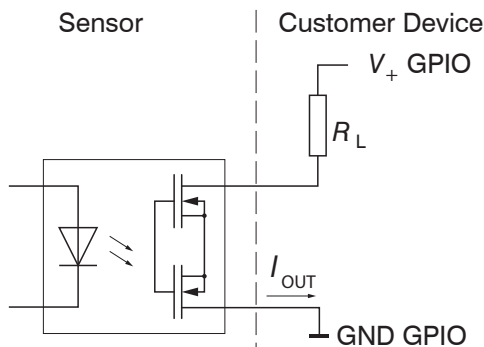 Sensor
Customer Device
V+ GPIO
RL
IOUT
GND GPIO